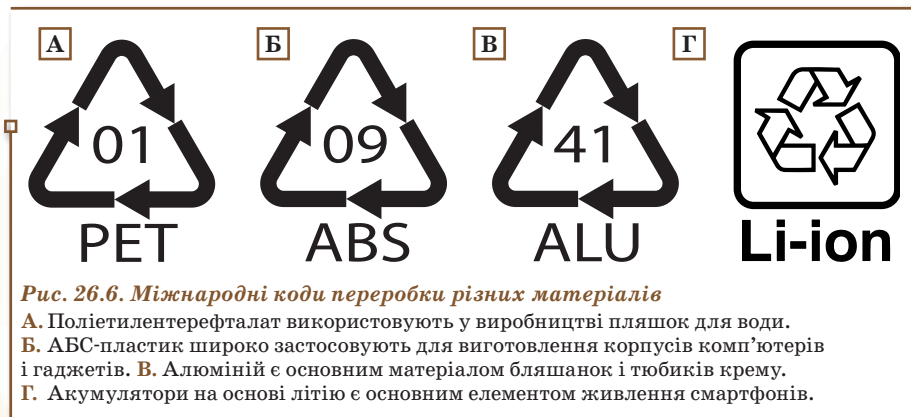 А Б В Г
01 09 41
PET ABS ALU Li-ion
Рис. 26.6. Міжнародні коди переробки різних матеріалів
А. Поліетилентерефталат використовують у виробництві пляшок для води.
Б. АБС-пластик широко застосовують для виготовлення корпусів комп’ютерів
і гаджетів. В. Алюміній є основним матеріалом бляшанок і тюбиків крему.
Г. Акумулятори на основі літію є основним елементом живлення смартфонів.